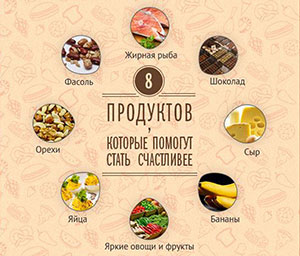 Жирная рыба
Фасоль
Шоколад
8
ПРОДУКТОВ,
КОТОРЫЕ ПОМОГУТ
СТАТЬ СЧАСТЛИВЕЕ
Орехи
Сыр
Яйца
Бананы
Яркие овощи и фрукты